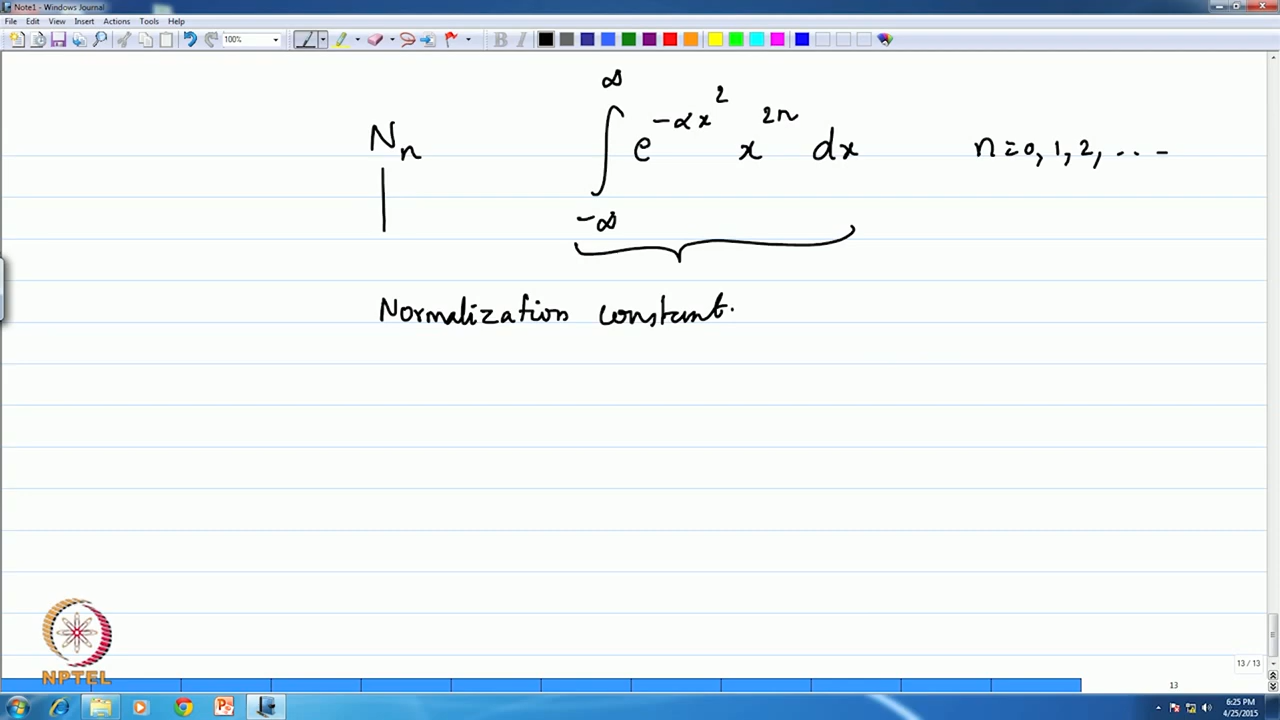 Note1 - Windows Journal
File Edit View Insert Actions Tools Help
100%
N_n ∫_{-∞}^{∞} e^{-αx^2} x^{2n} dx n=0, 1, 2, ...
Normalization constant.
NPTEL
13 / 13
13
6:25 PM
4/25/2015